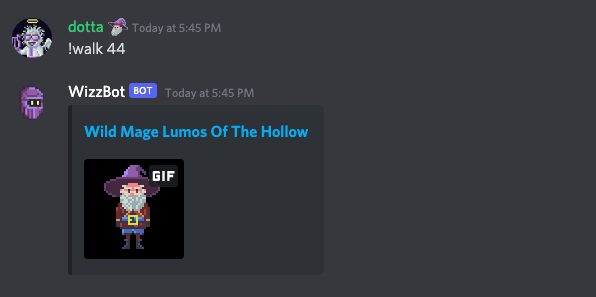 dotta Today at 5:45 PM
!walk 44
WizzBot BOT Today at 5:45 PM
Wild Mage Lumos Of The Hollow
GIF